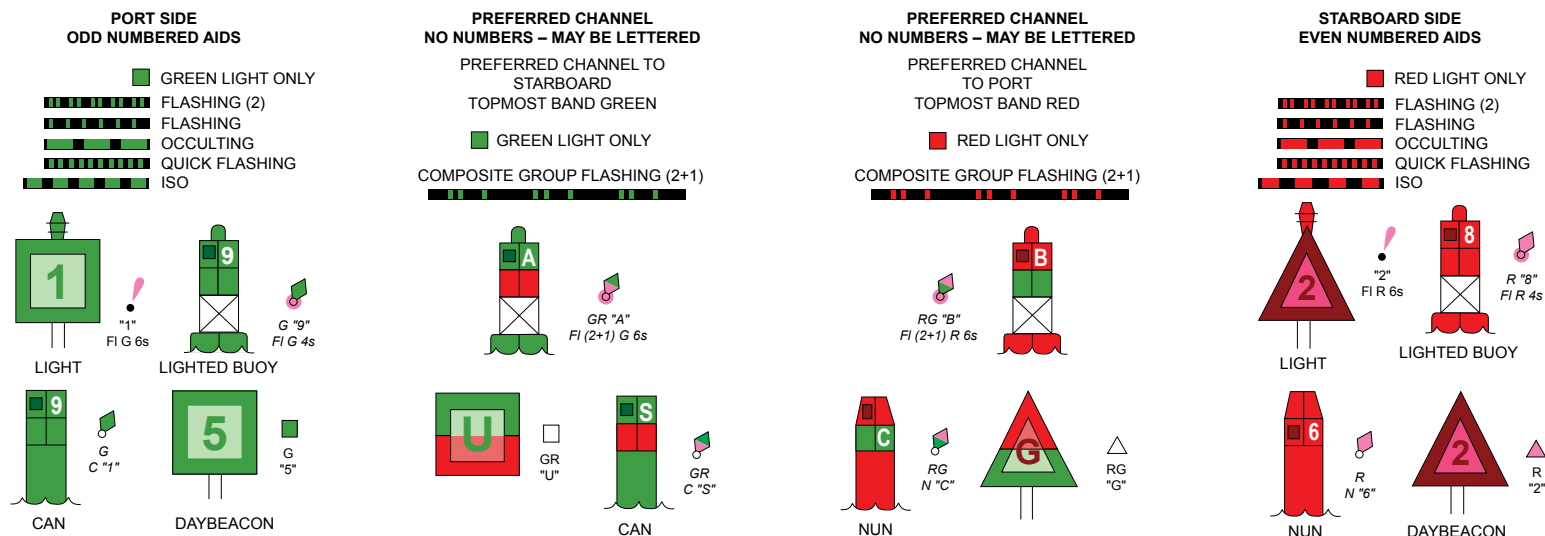 PORT SIDE
ODD NUMBERED AIDS
GREEN LIGHT ONLY
FLASHING (2)
FLASHING
OCCULTING
QUICK FLASHING
ISO
1
"1"
Fl G 6s
LIGHT
9
G "9"
Fl G 4s
LIGHTED BUOY
9
G
C "1"
CAN
5
G
"5"
DAYBEACON
PREFERRED CHANNEL
NO NUMBERS – MAY BE LETTERED
PREFERRED CHANNEL TO
STARBOARD
TOPMOST BAND GREEN
GREEN LIGHT ONLY
COMPOSITE GROUP FLASHING (2+1)
A
GR "A"
Fl (2+1) G 6s
U
GR
"U"
S
GR
C "S"
CAN
PREFERRED CHANNEL
NO NUMBERS – MAY BE LETTERED
PREFERRED CHANNEL
TO PORT
TOPMOST BAND RED
RED LIGHT ONLY
COMPOSITE GROUP FLASHING (2+1)
RG "B"
Fl (2+1) R 6s
B
C
RG
N "C"
NUN
G
RG
"G"
STARBOARD SIDE
EVEN NUMBERED AIDS
RED LIGHT ONLY
FLASHING (2)
FLASHING
OCCULTING
QUICK FLASHING
ISO
2
"2"
Fl R 6s
LIGHT
8
R "8"
Fl R 4s
LIGHTED BUOY
6
R
N "6"
NUN
2
R
"2"
DAYBEACON